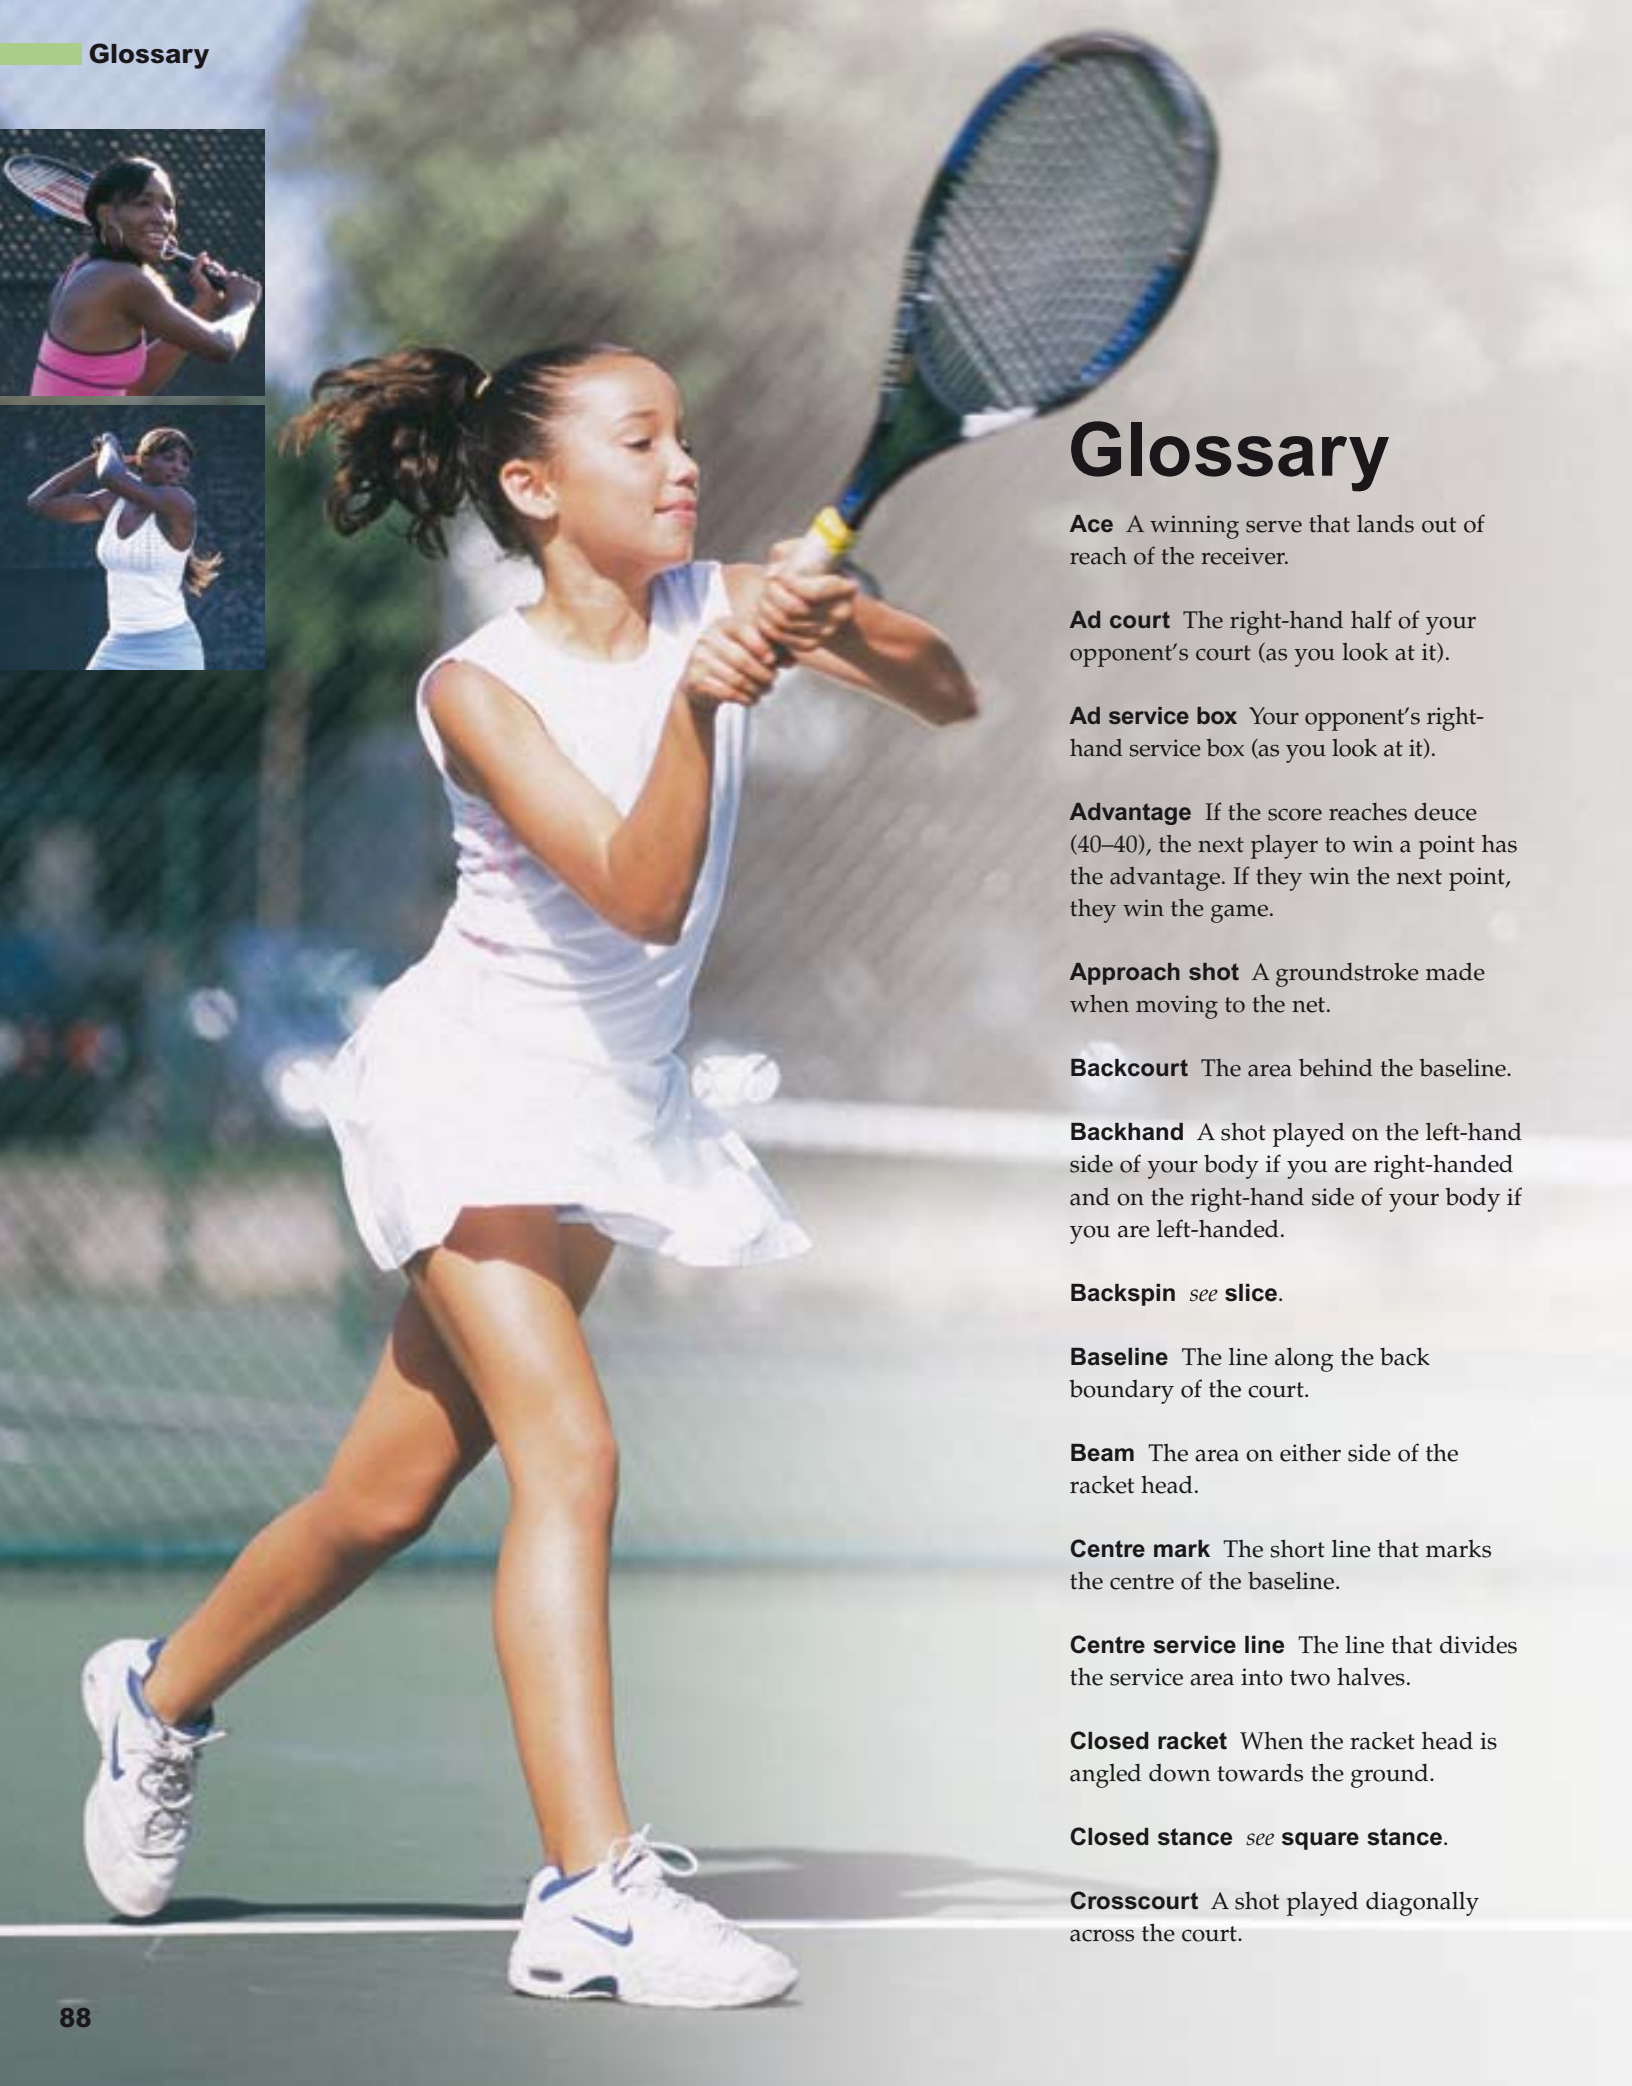 Glossary
Glossary
Ace A winning serve that lands out of
reach of the receiver.
Ad court The right-hand half of your
opponent’s court (as you look at it).
Ad service box Your opponent’s right-
hand service box (as you look at it).
Advantage If the score reaches deuce
(40–40), the next player to win a point has
the advantage. If they win the next point,
they win the game.
Approach shot A groundstroke made
when moving to the net.
Backcourt The area behind the baseline.
Backhand A shot played on the left-hand
side of your body if you are right-handed
and on the right-hand side of your body if
you are left-handed.
Backspin see slice.
Baseline The line along the back
boundary of the court.
Beam The area on either side of the
racket head.
Centre mark The short line that marks
the centre of the baseline.
Centre service line The line that divides
the service area into two halves.
Closed racket When the racket head is
angled down towards the ground.
Closed stance see square stance.
Crosscourt A shot played diagonally
across the court.
88